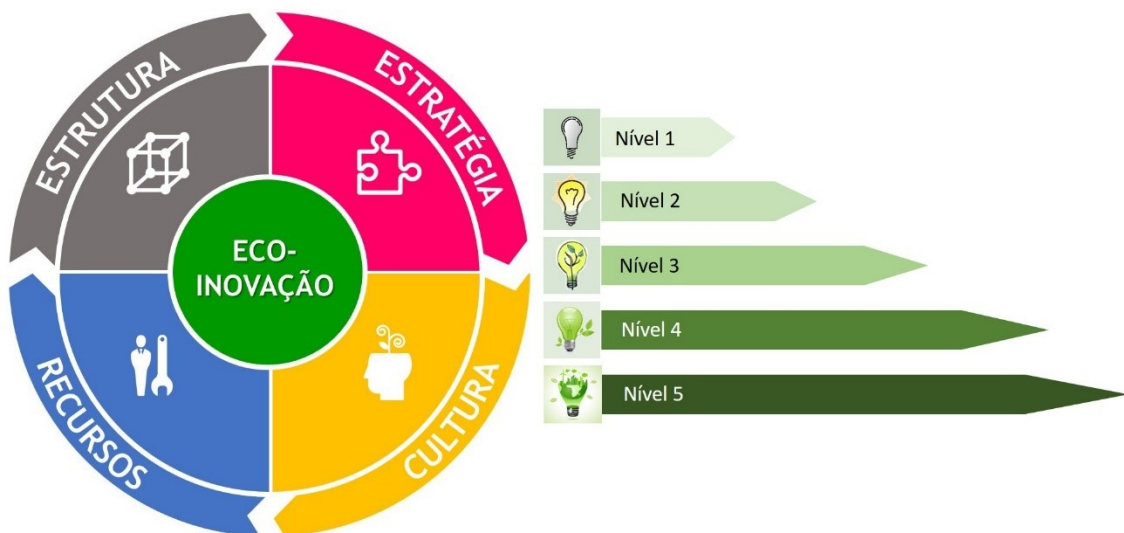 ESTRUTURA
ESTRATÉGIA
ECO-
INOVAÇÃO
RECURSOS
CULTURA
Nível 1
Nível 2
Nível 3
Nível 4
Nível 5